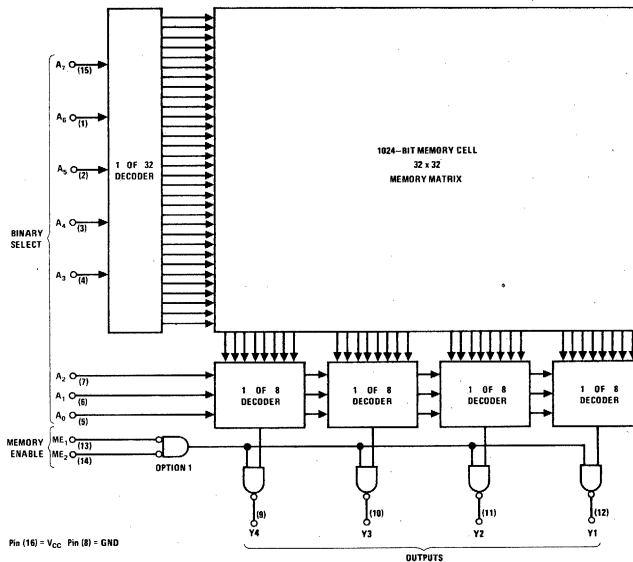 A7 (15)
A6 (1)
A5 (2)
A4 (3)
A3 (4)
1 OF 32
DECODER
1024-BIT MEMORY CELL
32 x 32
MEMORY MATRIX
BINARY
SELECT
A2 (7)
A1 (6)
A0 (5)
1 OF 8
DECODER
1 OF 8
DECODER
1 OF 8
DECODER
1 OF 8
DECODER
MEMORY
ENABLE
ME1 (13)
ME2 (14)
OPTION 1
(9) (10) (11) (12)
Y4 Y3 Y2 Y1
Pin (16) = VCC Pin (8) = GND
OUTPUTS